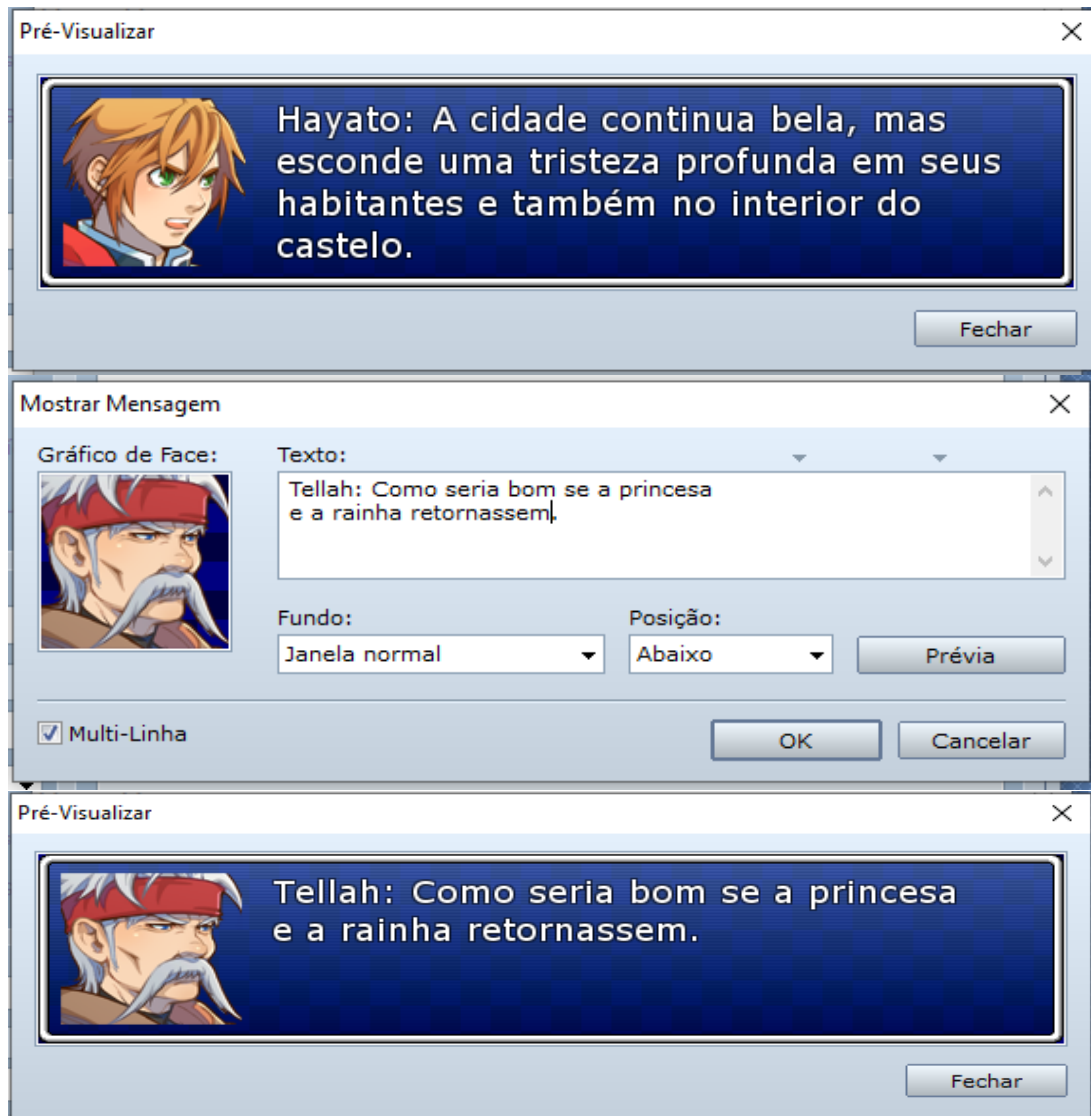 Pré-Visualizar
Hayato: A cidade continua bela, mas
esconde uma tristeza profunda em seus
habitantes e também no interior do
castelo.
Fechar
Mostrar Mensagem
Gráfico de Face:
Texto:
Tellah: Como seria bom se a princesa
e a rainha retornassem.
Fundo:
Posição:
Janela normal
Abaixo
Prévia
Multi-Linha
OK
Cancelar
Pré-Visualizar
Tellah: Como seria bom se a princesa
e a rainha retornassem.
Fechar